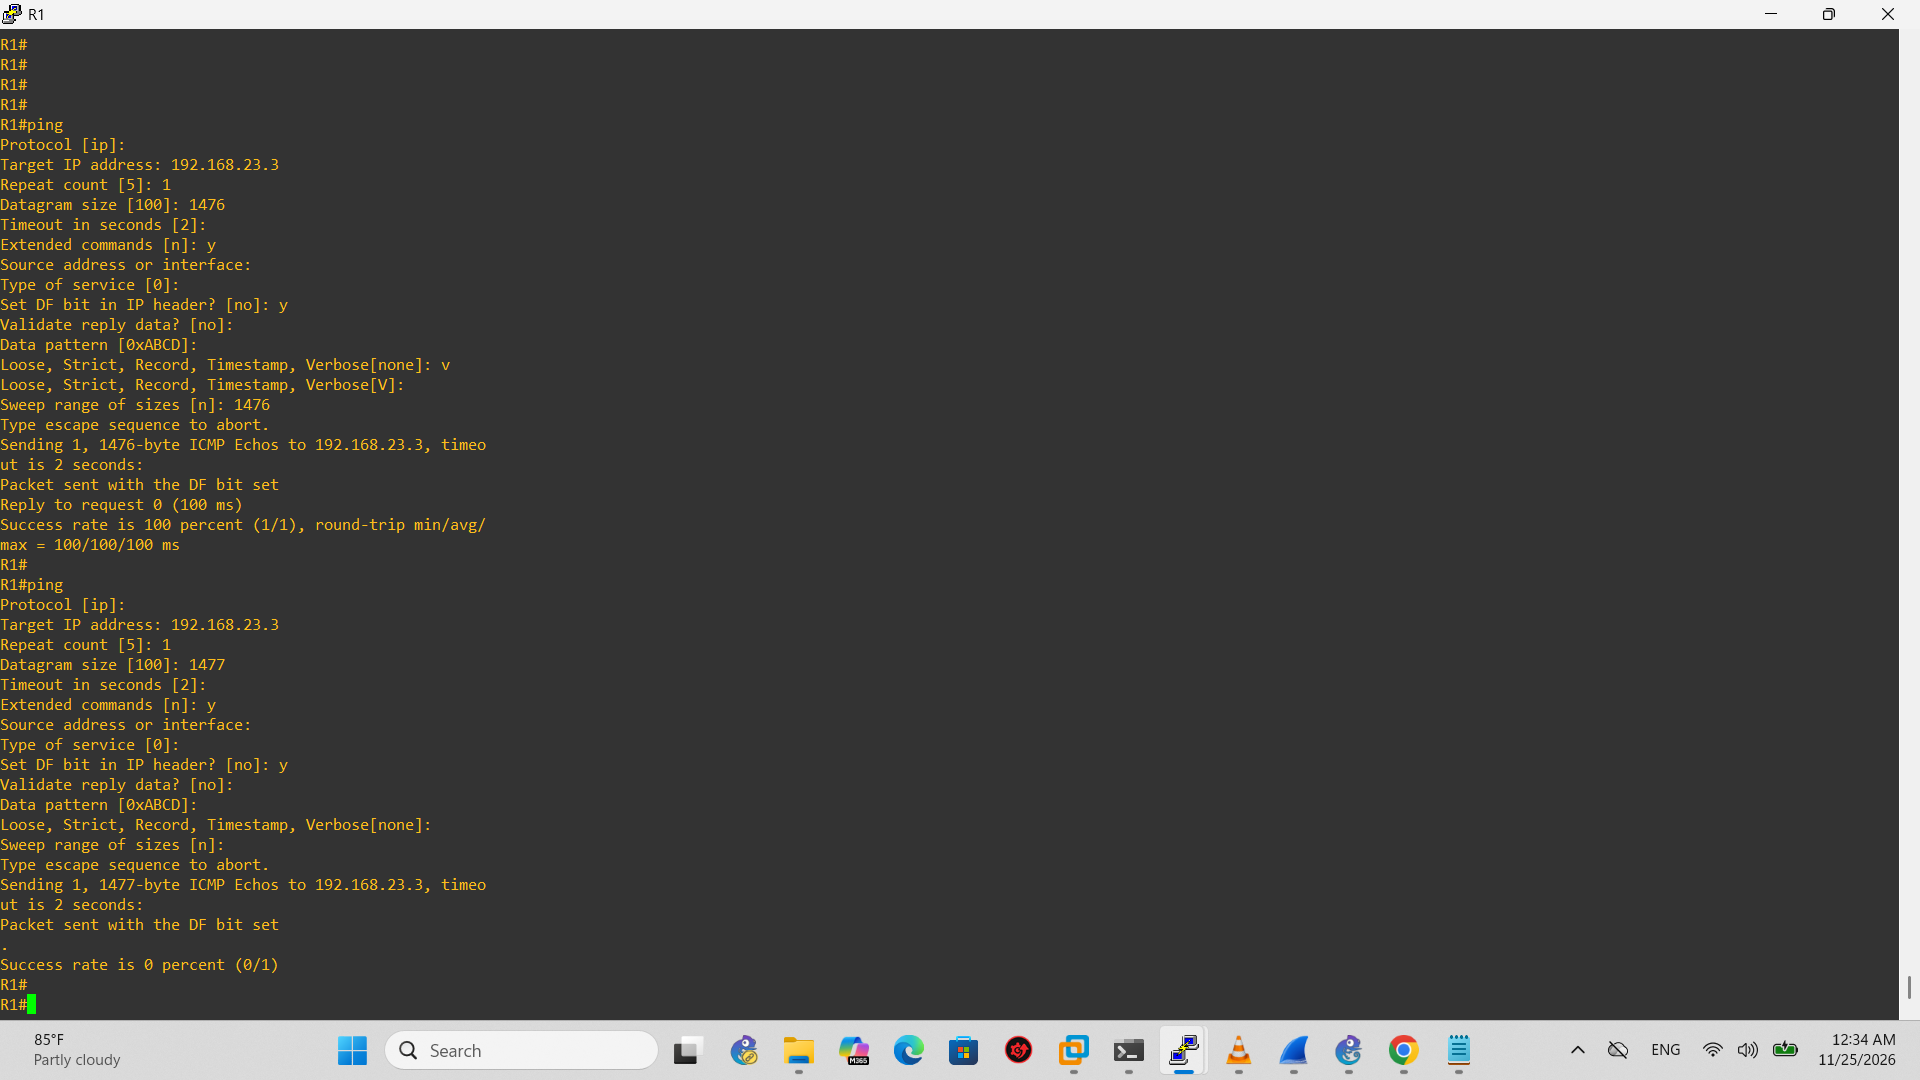 R1
R1#
R1#
R1#
R1#
R1#ping
Protocol [ip]:
Target IP address: 192.168.23.3
Repeat count [5]: 1
Datagram size [100]: 1476
Timeout in seconds [2]:
Extended commands [n]: y
Source address or interface:
Type of service [0]:
Set DF bit in IP header? [no]: y
Validate reply data? [no]:
Data pattern [0xABCD]:
Loose, Strict, Record, Timestamp, Verbose[none]: v
Loose, Strict, Record, Timestamp, Verbose[V]:
Sweep range of sizes [n]: 1476
Type escape sequence to abort.
Sending 1, 1476-byte ICMP Echos to 192.168.23.3, timeo
ut is 2 seconds:
Packet sent with the DF bit set
Reply to request 0 (100 ms)
Success rate is 100 percent (1/1), round-trip min/avg/
max = 100/100/100 ms
R1#
R1#ping
Protocol [ip]:
Target IP address: 192.168.23.3
Repeat count [5]: 1
Datagram size [100]: 1477
Timeout in seconds [2]:
Extended commands [n]: y
Source address or interface:
Type of service [0]:
Set DF bit in IP header? [no]: y
Validate reply data? [no]:
Data pattern [0xABCD]:
Loose, Strict, Record, Timestamp, Verbose[none]:
Sweep range of sizes [n]:
Type escape sequence to abort.
Sending 1, 1477-byte ICMP Echos to 192.168.23.3, timeo
ut is 2 seconds:
Packet sent with the DF bit set
.
Success rate is 0 percent (0/1)
R1#
R1#
85°F
Partly cloudy
Search
M365
ENG
12:34 AM
11/25/2026